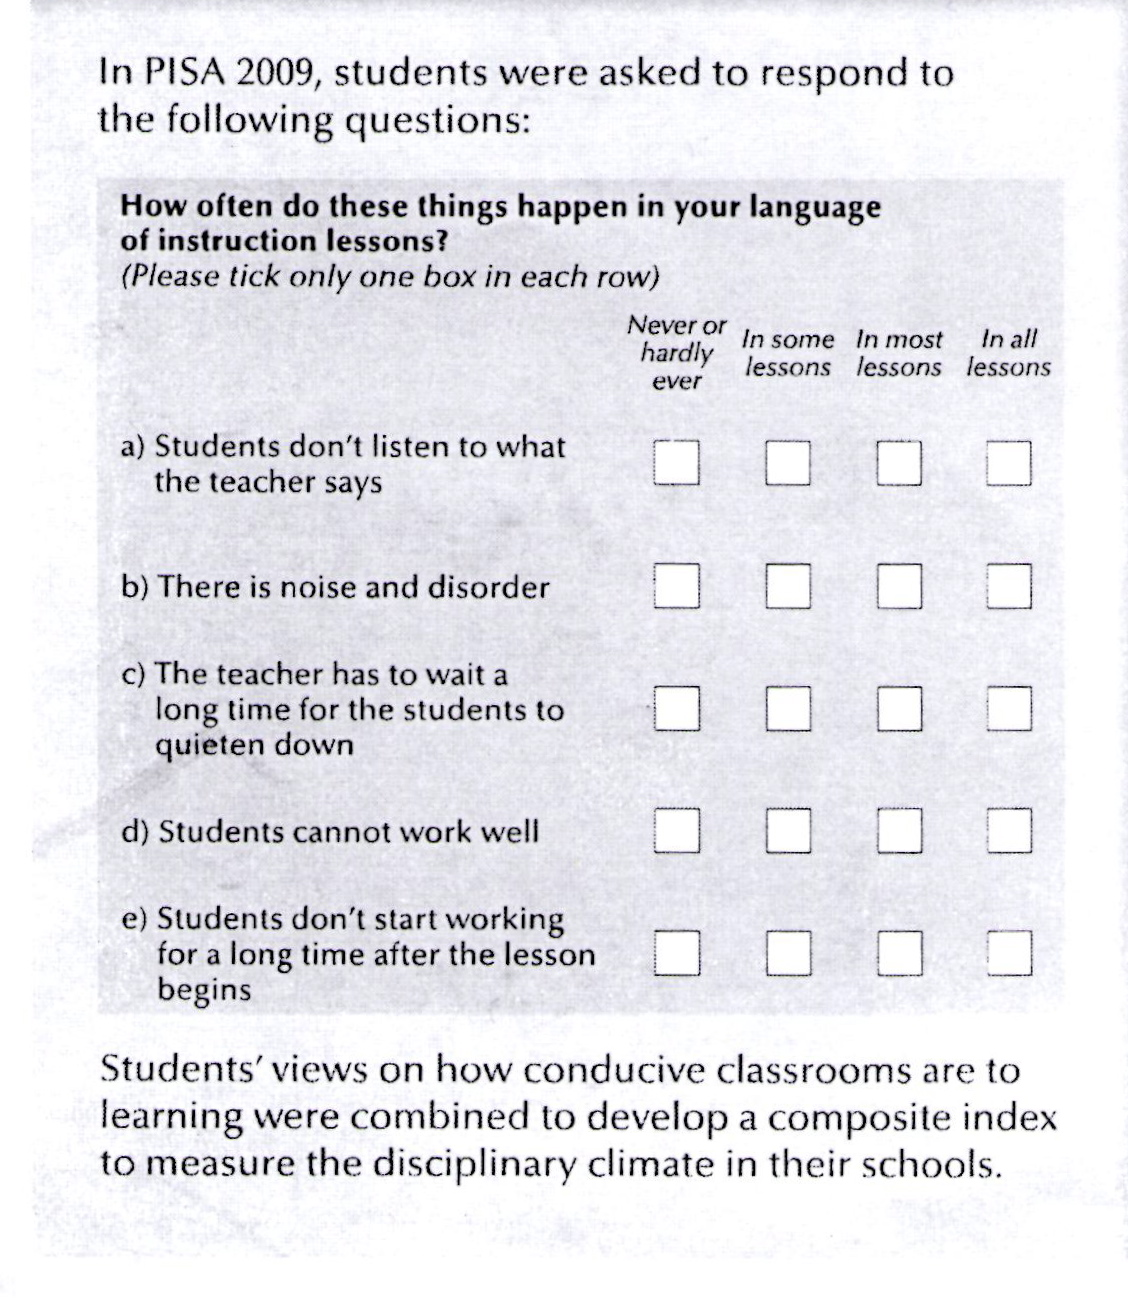 In PISA 2009, students were asked to respond to
the following questions:
How often do these things happen in your language
of instruction lessons?
(Please tick only one box in each row)
Never or
hardly
ever
In some
lessons
In most
lessons
In all
lessons
a) Students don't listen to what
the teacher says
b) There is noise and disorder
c) The teacher has to wait a
long time for the students to
quieten down
d) Students cannot work well
e) Students don't start working
for a long time after the lesson
begins
Students' views on how conducive classrooms are to
learning were combined to develop a composite index
to measure the disciplinary climate in their schools.